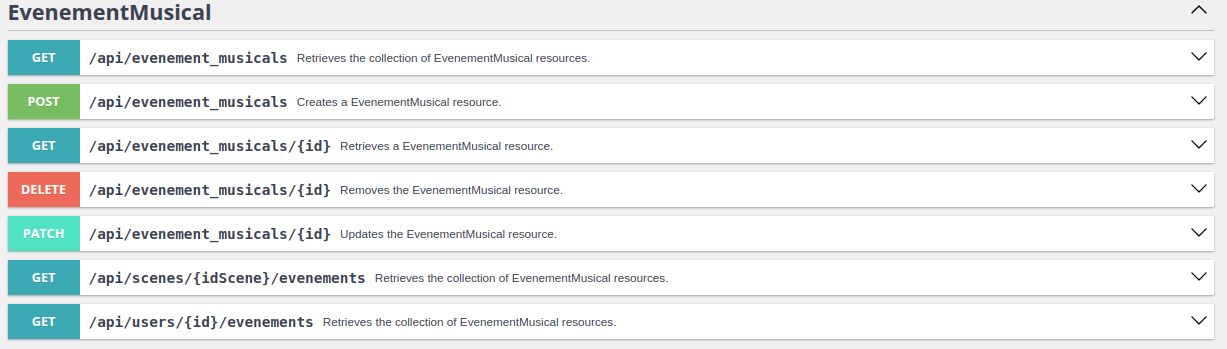 EvenementMusical
GET /api/evenement_musicals Retrieves the collection of EvenementMusical resources.
POST /api/evenement_musicals Creates a EvenementMusical resource.
GET /api/evenement_musicals/{id} Retrieves a EvenementMusical resource.
DELETE /api/evenement_musicals/{id} Removes the EvenementMusical resource.
PATCH /api/evenement_musicals/{id} Updates the EvenementMusical resource.
GET /api/scenes/{idScene}/evenements Retrieves the collection of EvenementMusical resources.
GET /api/users/{id}/evenements Retrieves the collection of EvenementMusical resources.